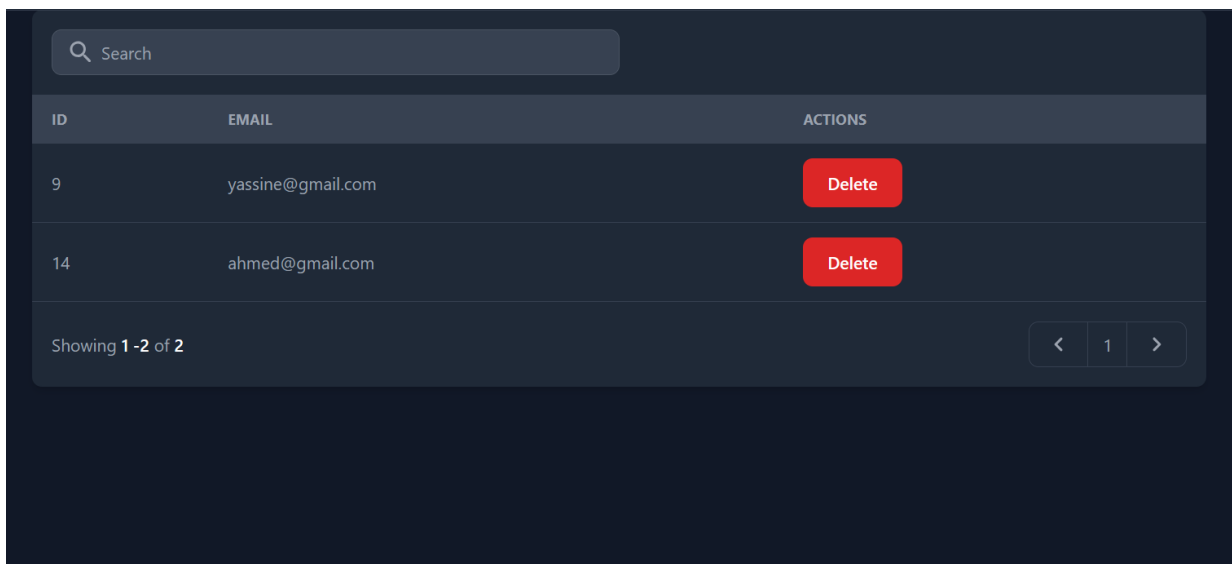 Search
ID EMAIL ACTIONS
9 yassine@gmail.com Delete
14 ahmed@gmail.com Delete
Showing 1 -2 of 2 1